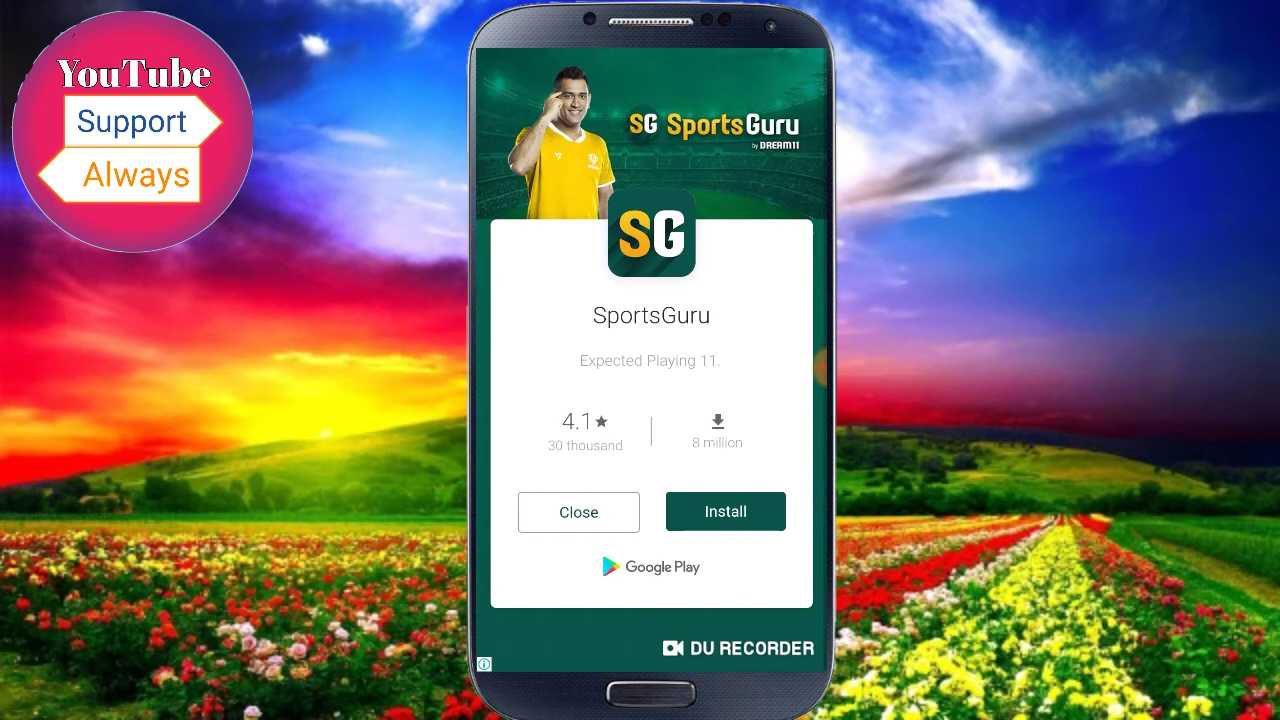 YouTube
Support
Always
SG SportsGuru
by DREAM11
SG
SportsGuru
Expected Playing 11.
4.1★
30 thousand
8 million
Close
Install
Google Play
DU RECORDER